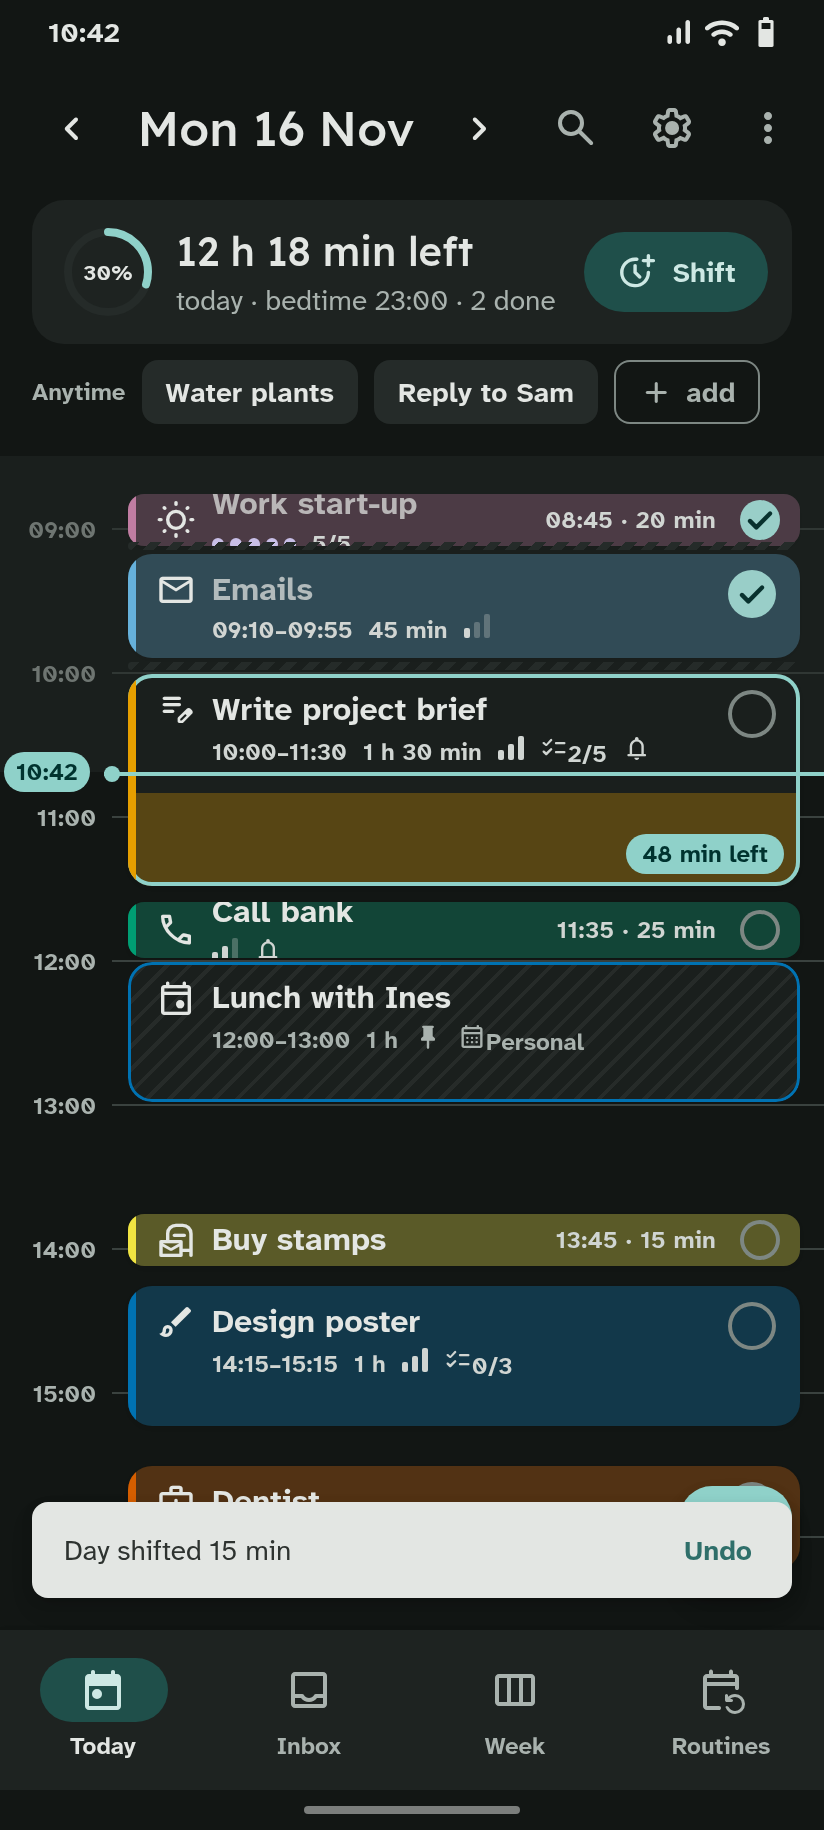 10:42
Mon 16 Nov
30%
12 h 18 min left
today · bedtime 23:00 · 2 done
Shift
Anytime
Water plants
Reply to Sam
add
09:00
Work start-up
5/5
08:45 · 20 min
Emails
09:10–09:55 45 min
10:00
Write project brief
10:00–11:30 1 h 30 min 2/5
10:42
11:00
48 min left
Call bank
11:35 · 25 min
12:00
Lunch with Ines
12:00–13:00 1 h Personal
13:00
Buy stamps
13:45 · 15 min
14:00
Design poster
14:15–15:15 1 h 0/3
15:00
Dentist
Day shifted 15 min
Undo
Today
Inbox
Week
Routines